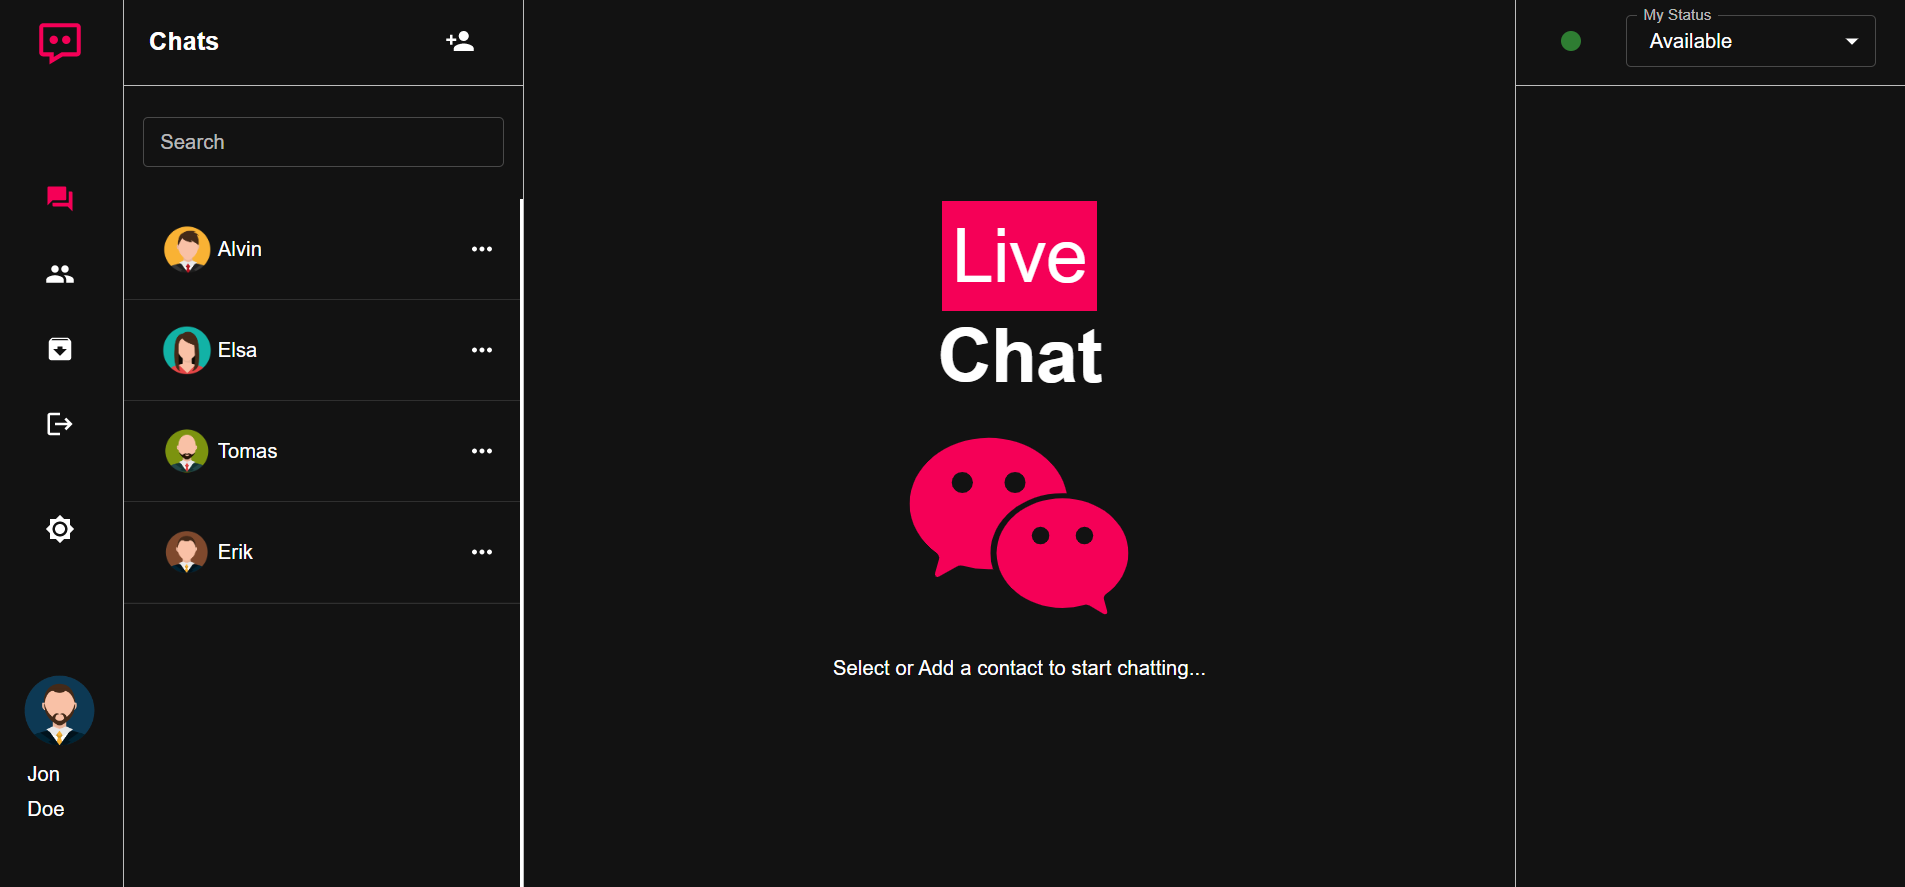 Chats
Search
Alvin
Elsa
Tomas
Erik
Jon
Doe
Live
Chat
Select or Add a contact to start chatting...
My Status
Available